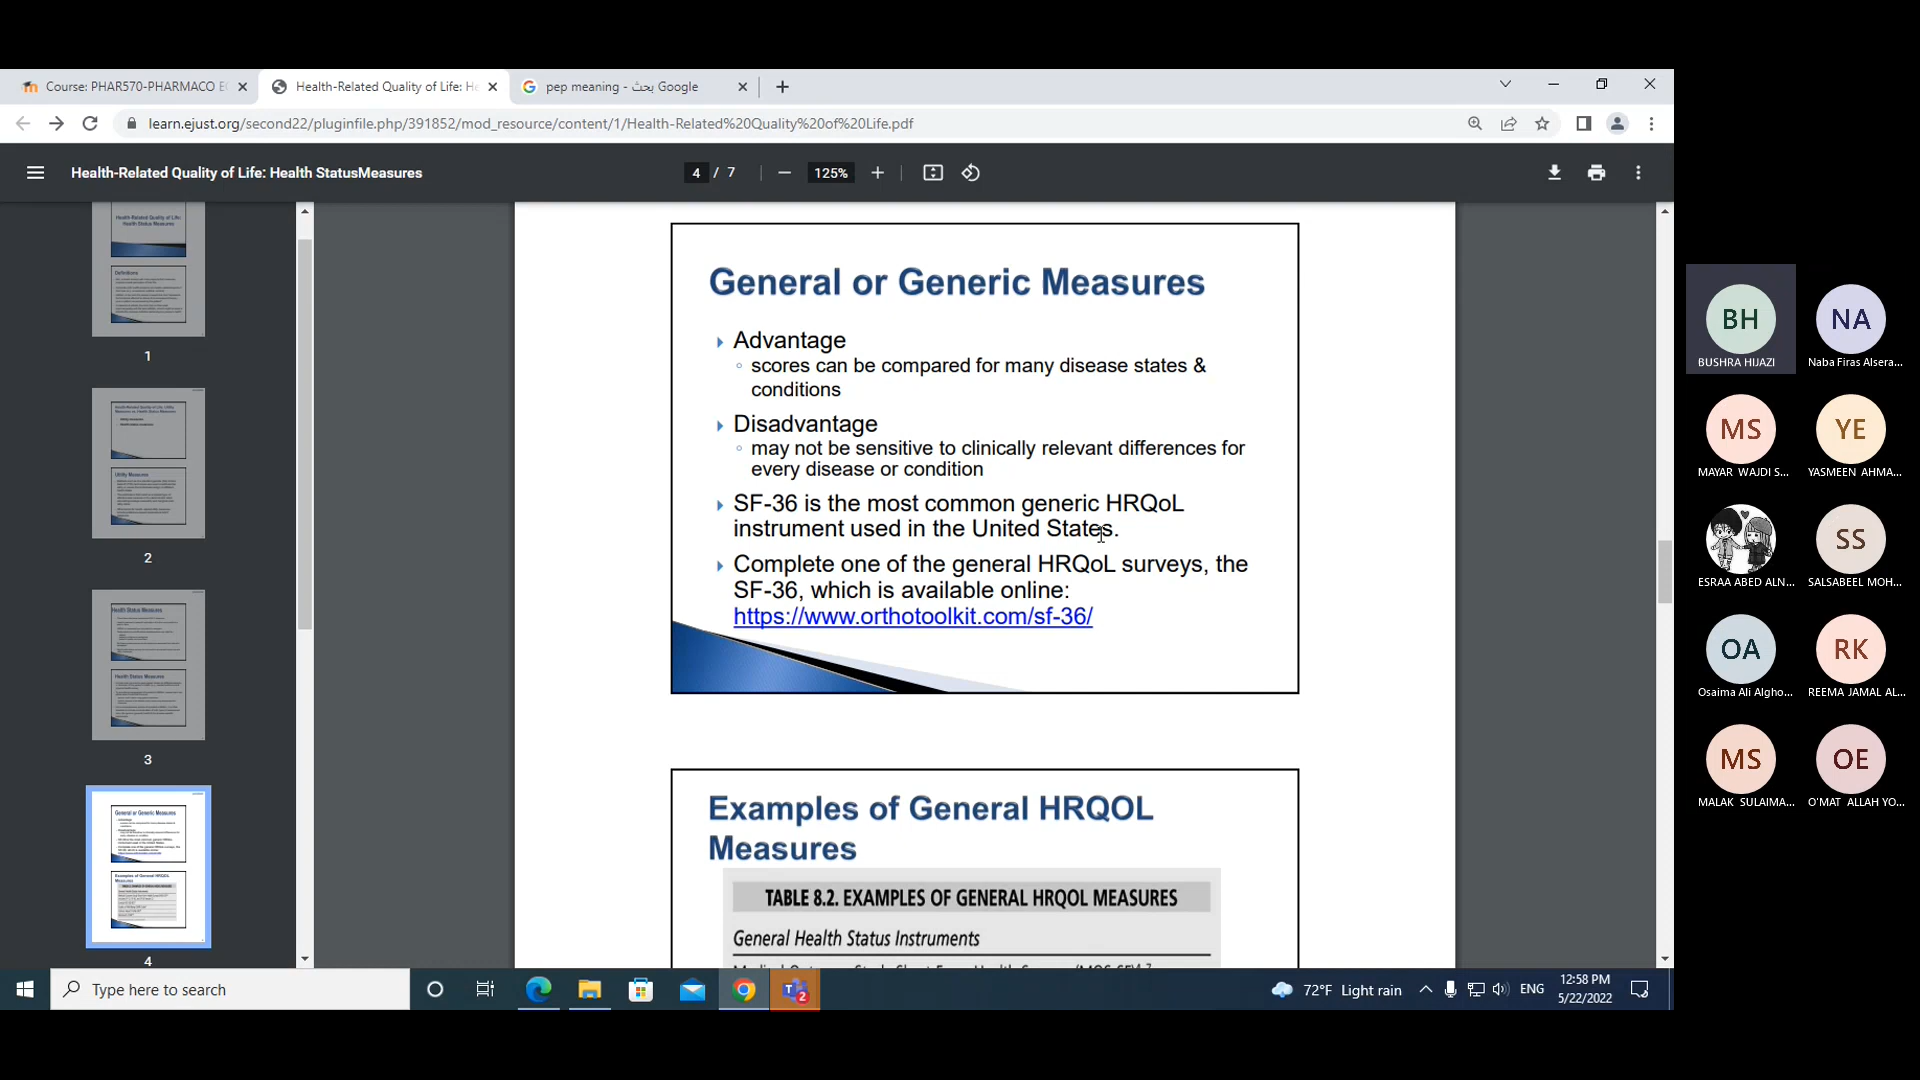 Course: PHAR570-PHARMACO E
Health-Related Quality of Life: He
pep meaning - بحث Google
learn.ejust.org/second22/pluginfile.php/391852/mod_resource/content/1/Health-Related%20Quality%20of%20Life.pdf
Health-Related Quality of Life: Health StatusMeasures
4 / 7
125%
1
2
3
4
General or Generic Measures
Advantage
scores can be compared for many disease states &
conditions
Disadvantage
may not be sensitive to clinically relevant differences for
every disease or condition
SF-36 is the most common generic HRQoL
instrument used in the United States.
Complete one of the general HRQoL surveys, the
SF-36, which is available online:
https://www.orthotoolkit.com/sf-36/
Examples of General HRQOL
Measures
TABLE 8.2. EXAMPLES OF GENERAL HRQOL MEASURES
General Health Status Instruments
BH
BUSHRA HIJAZI
NA
Naba Firas Alsera...
MS
MAYAR WAJDI S...
YE
YASMEEN AHMA...
ESRAA ABED ALN...
SS
SALSABEEL MOH...
OA
Osaima Ali Algho...
RK
REEMA JAMAL AL...
MS
MALAK SULAIMA...
OE
O'MAT ALLAH YO...
Type here to search
2
72°F Light rain
ENG
12:58 PM
5/22/2022